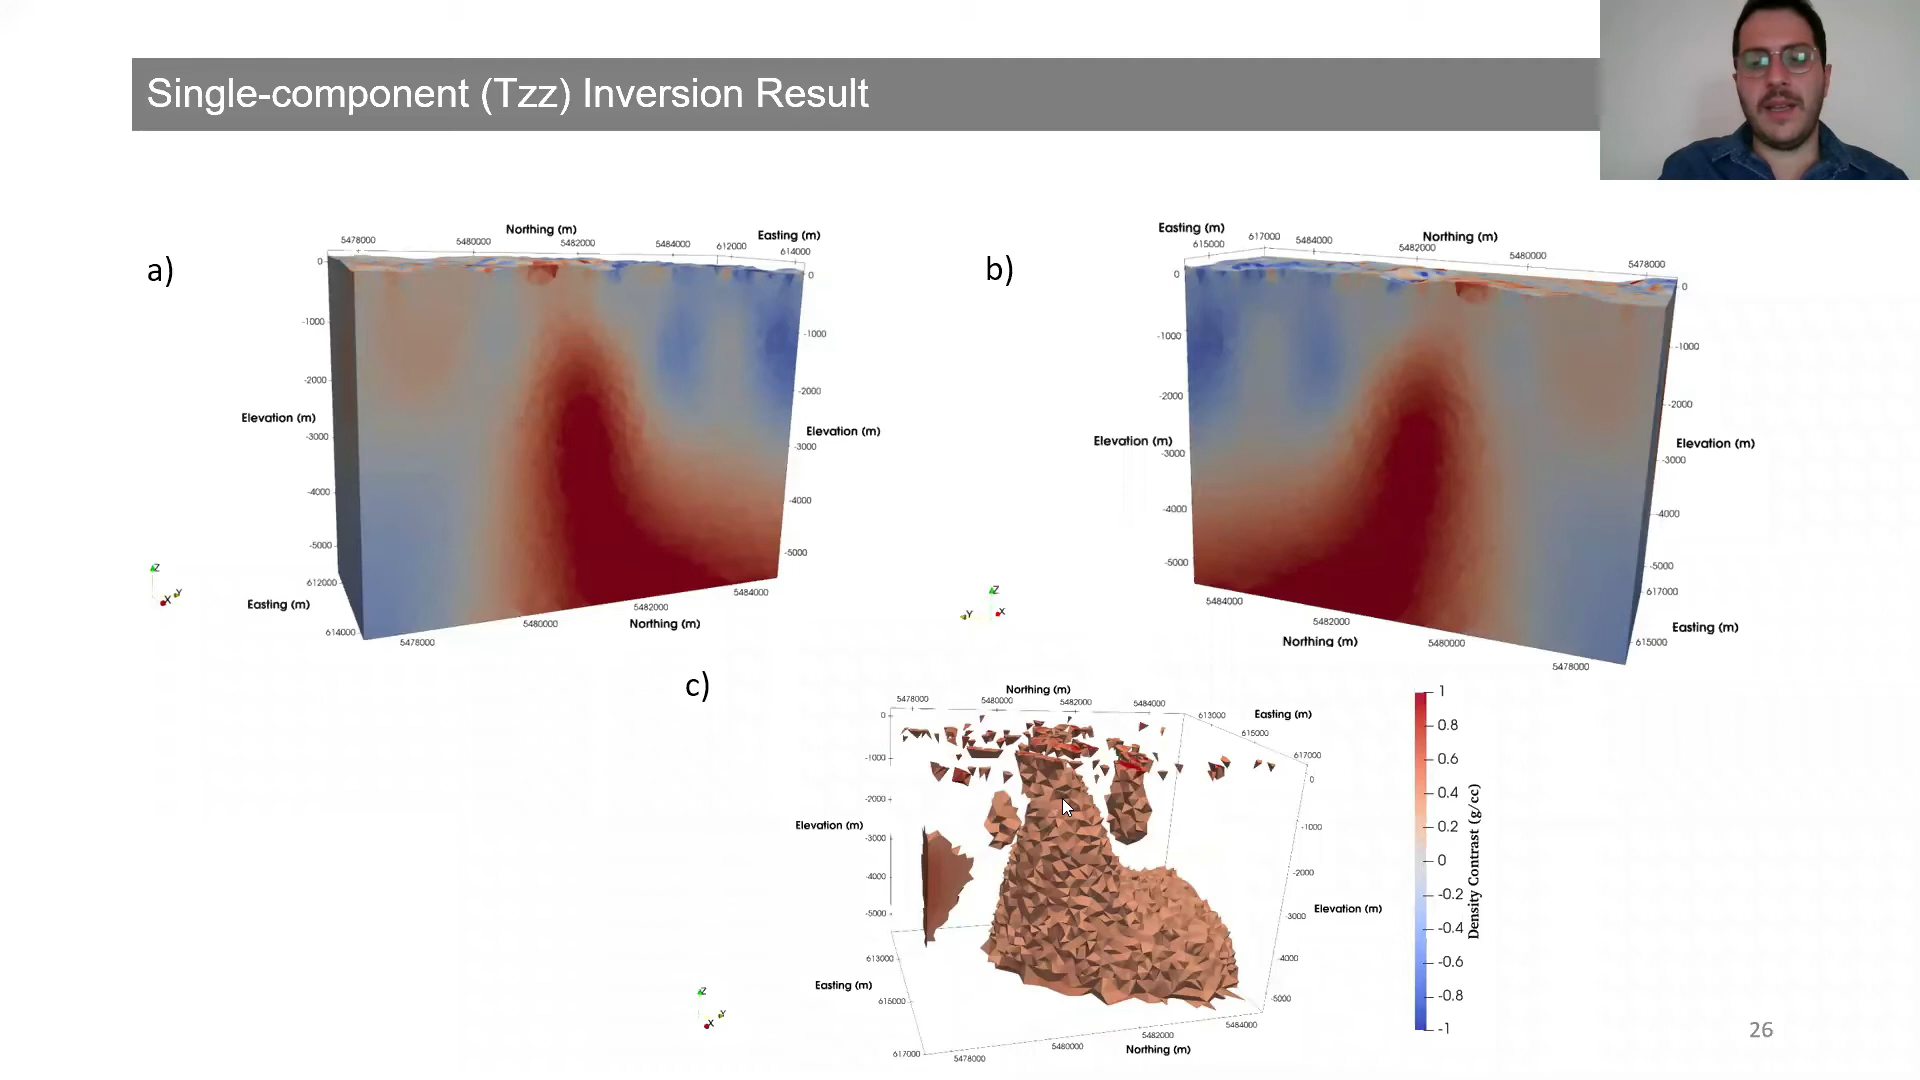 Single-component (Tzz) Inversion Result
a)
Northing (m)
Easting (m)
5478000
5480000
5482000
5484000
612000
614000
0
-1000
-2000
-3000
-4000
-5000
Elevation (m)
0
-1000
-2000
-3000
-4000
-5000
Elevation (m)
612000
614000
Easting (m)
5478000
5480000
5482000
5484000
Northing (m)
Z
X
Y
b)
Easting (m)
Northing (m)
615000
617000
5484000
5482000
5480000
5478000
0
-1000
-2000
-3000
-4000
-5000
Elevation (m)
0
-1000
-2000
-3000
-4000
-5000
Elevation (m)
617000
615000
Easting (m)
5484000
5482000
5480000
5478000
Northing (m)
Z
Y
X
c)
Northing (m)
Easting (m)
5478000
5480000
5482000
5484000
613000
615000
617000
0
-1000
-2000
-3000
-4000
-5000
Elevation (m)
0
-1000
-2000
-3000
-4000
-5000
Elevation (m)
613000
615000
617000
Easting (m)
5478000
5480000
5482000
5484000
Northing (m)
Z
X
Y
1
0.8
0.6
0.4
0.2
0
-0.2
-0.4
-0.6
-0.8
-1
Density Contrast (g/cc)
26